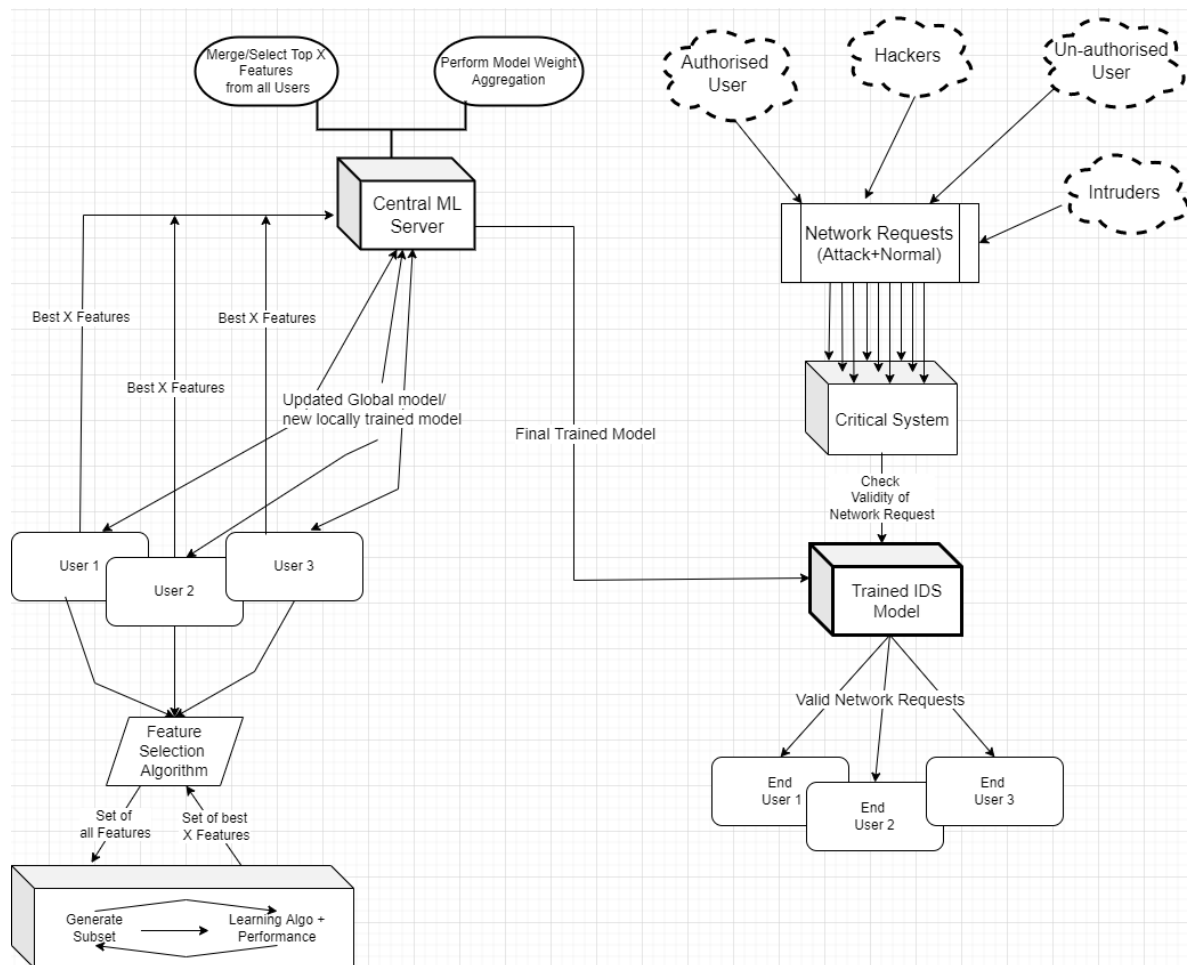 Merge/Select Top X
Features
from all Users
Perform Model Weight
Aggregation
Authorised
User
Hackers
Un-authorised
User
Intruders
Central ML
Server
Network Requests
(Attack+Normal)
Best X Features
Best X Features
Best X Features
Updated Global model/
new locally trained model
Final Trained Model
Critical System
Check
Validity of
Network Request
User 1
User 2
User 3
Trained IDS
Model
Valid Network Requests
Feature
Selection
Algorithm
End
User 1
End
User 2
End
User 3
Set of
all Features
Set of best
X Features
Generate
Subset
Learning Algo +
Performance